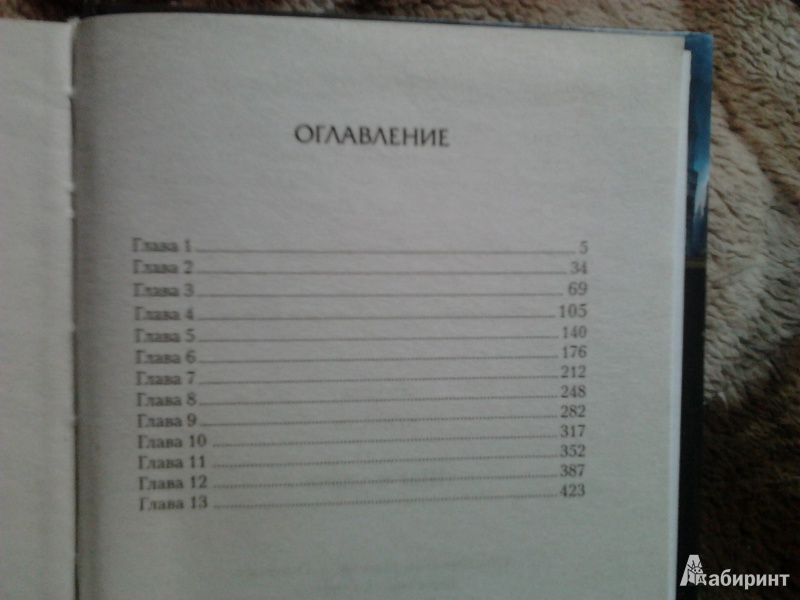 ОГЛАВЛЕНИЕ
Глава 1 5
Глава 2 34
Глава 3 69
Глава 4 105
Глава 5 140
Глава 6 176
Глава 7 212
Глава 8 248
Глава 9 282
Глава 10 317
Глава 11 352
Глава 12 387
Глава 13 423
Лабиринт